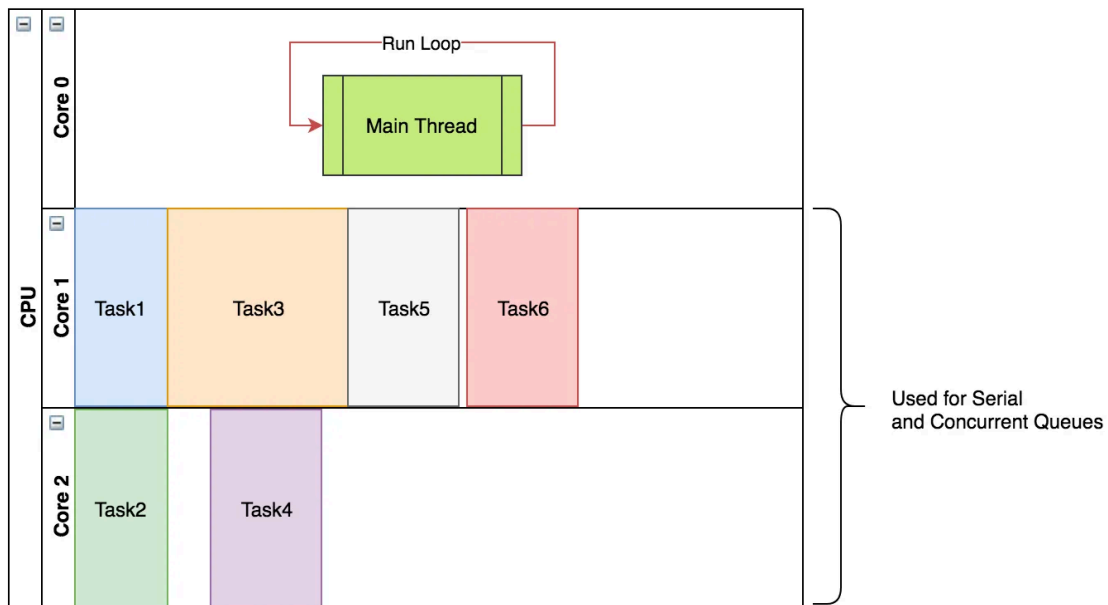 CPU
Core 0
Run Loop
Main Thread
Core 1
Task1
Task3
Task5
Task6
Used for Serial
and Concurrent Queues
Core 2
Task2
Task4